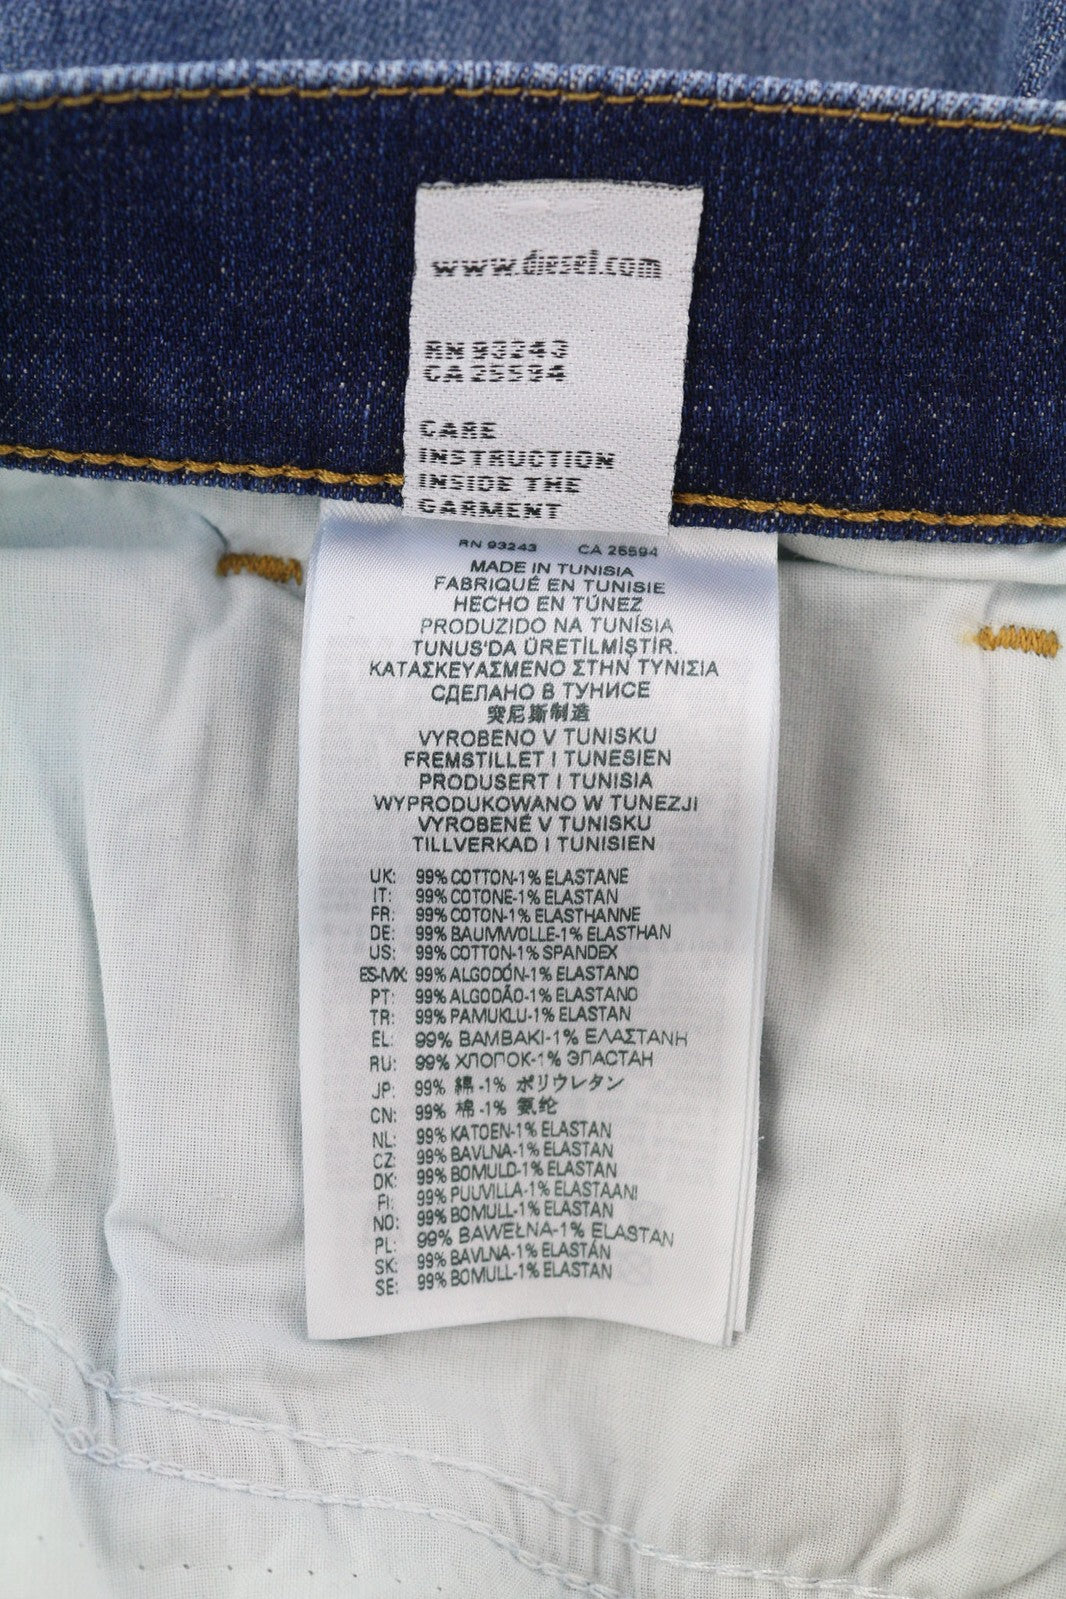 www.diesel.com
RN 93243
CA 25594
CARE
INSTRUCTION
INSIDE THE
GARMENT
RN 93243 CA 25594
MADE IN TUNISIA
FABRIQUÉ EN TUNISIE
HECHO EN TÚNEZ
PRODUZIDO NA TUNÍSIA
TUNUS'DA ÜRETİLMİŞTİR.
ΚΑΤΑΣΚΕΥΑΣΜΕΝΟ ΣΤΗΝ ΤΥΝΙΣΙΑ
СДЕЛАНО В ТУНИСЕ
突尼斯制造
VYROBENO V TUNISKU
FREMSTILLET I TUNESIEN
PRODUSERT I TUNISIA
WYPRODUKOWANO W TUNEZJI
VYROBENÉ V TUNISKU
TILLVERKAD I TUNISIEN
UK: 99% COTTON-1% ELASTANE
IT: 99% COTONE-1% ELASTAN
FR: 99% COTON-1% ELASTHANNE
DE: 99% BAUMWOLLE-1% ELASTHAN
US: 99% COTTON-1% SPANDEX
ES-MX: 99% ALGODÓN-1% ELASTANO
PT: 99% ALGODÃO-1% ELASTANO
TR: 99% PAMUKLU-1% ELASTAN
EL: 99% ΒΑΜΒΑΚΙ-1% ΕΛΑΣΤΑΝΗ
RU: 99% ХЛОПОК-1% ЭЛАСТАН
JP: 99% 綿 -1% ポリウレタン
CN: 99% 棉 -1% 氨纶
NL: 99% KATOEN-1% ELASTAN
CZ: 99% BAVLNA-1% ELASTAN
DK: 99% BOMULD-1% ELASTAN
FI: 99% PUUVILLA-1% ELASTAANI
NO: 99% BOMULL-1% ELASTAN
PL: 99% BAWEŁNA-1% ELASTAN
SK: 99% BAVLNA-1% ELASTÁN
SE: 99% BOMULL-1% ELASTAN